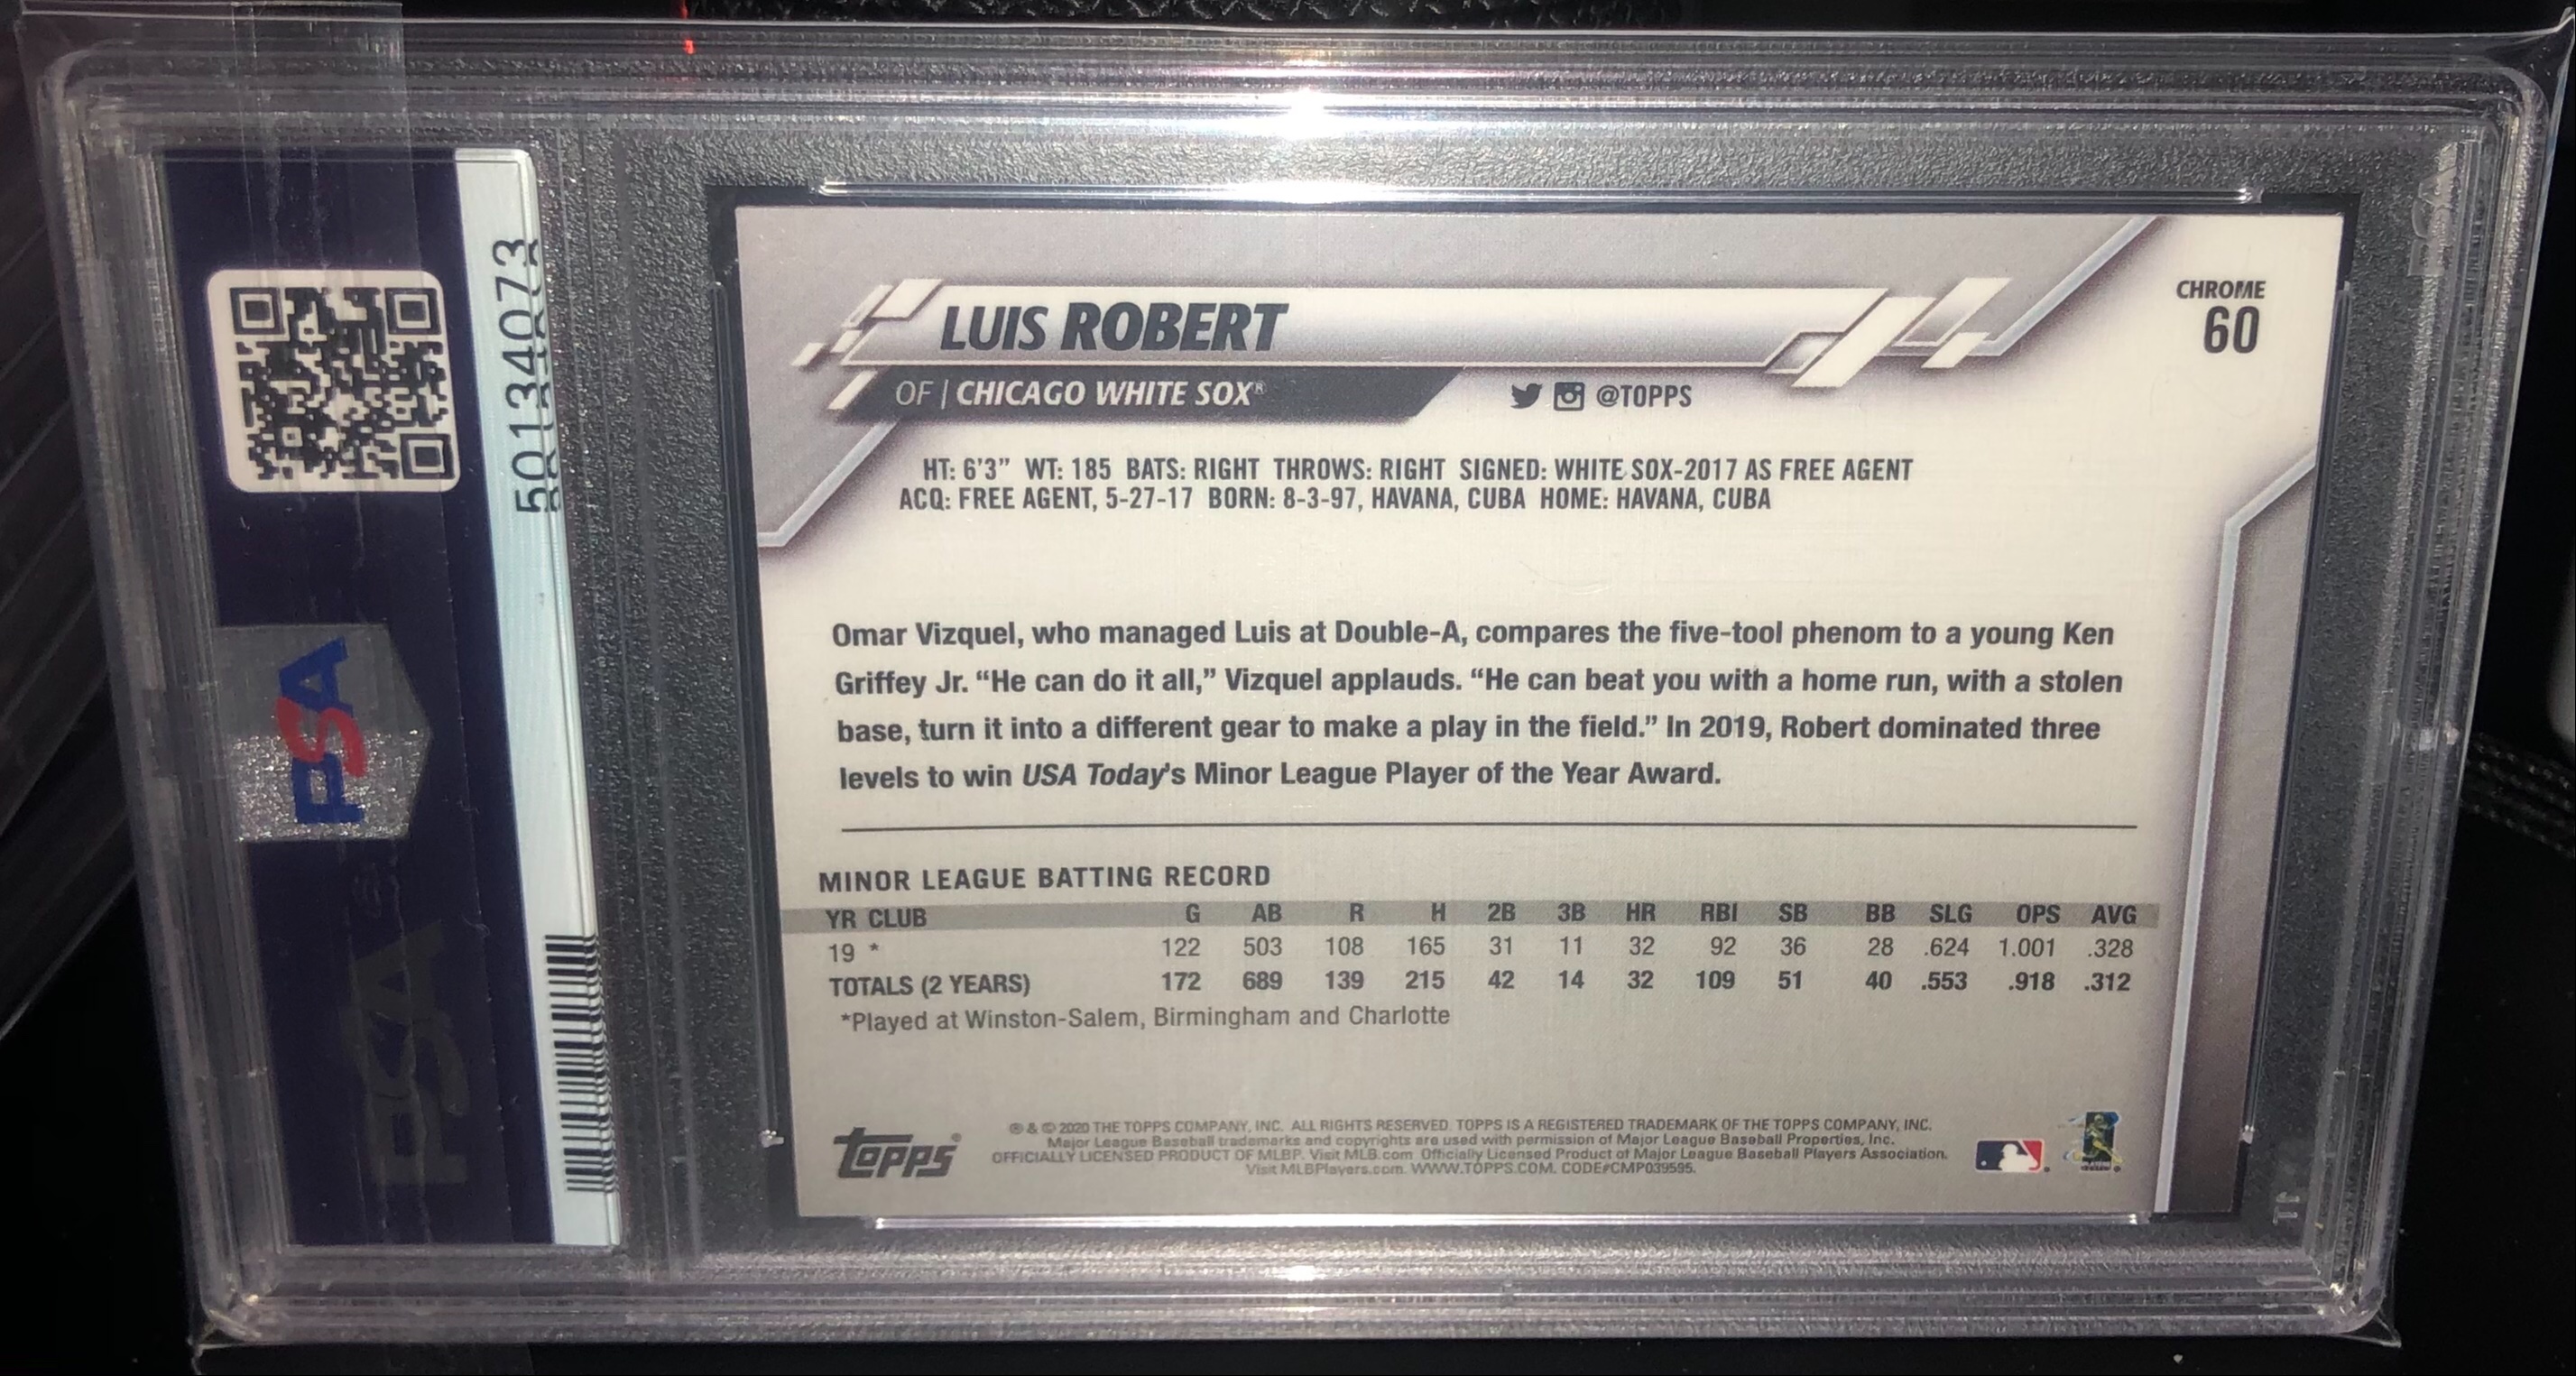 50134073
PSA
PSA
CHROME
60
LUIS ROBERT
OF | CHICAGO WHITE SOX®
@TOPPS
HT: 6'3" WT: 185 BATS: RIGHT THROWS: RIGHT SIGNED: WHITE SOX-2017 AS FREE AGENT
ACQ: FREE AGENT, 5-27-17 BORN: 8-3-97, HAVANA, CUBA HOME: HAVANA, CUBA
Omar Vizquel, who managed Luis at Double-A, compares the five-tool phenom to a young Ken
Griffey Jr. “He can do it all,” Vizquel applauds. “He can beat you with a home run, with a stolen
base, turn it into a different gear to make a play in the field.” In 2019, Robert dominated three
levels to win USA Today's Minor League Player of the Year Award.
MINOR LEAGUE BATTING RECORD
YR CLUB G AB R H 2B 3B HR RBI SB BB SLG OPS AVG
19 * 122 503 108 165 31 11 32 92 36 28 .624 1.001 .328
TOTALS (2 YEARS) 172 689 139 215 42 14 32 109 51 40 .553 .918 .312
*Played at Winston-Salem, Birmingham and Charlotte
topps®
® & © 2020 THE TOPPS COMPANY, INC. ALL RIGHTS RESERVED. TOPPS IS A REGISTERED TRADEMARK OF THE TOPPS COMPANY, INC.
Major League Baseball trademarks and copyrights are used with permission of Major League Baseball Properties, Inc.
OFFICIALLY LICENSED PRODUCT OF MLBP. Visit MLB.com Officially Licensed Product of Major League Baseball Players Association.
Visit MLBPlayers.com. WWW.TOPPS.COM. CODE#CMP039595.